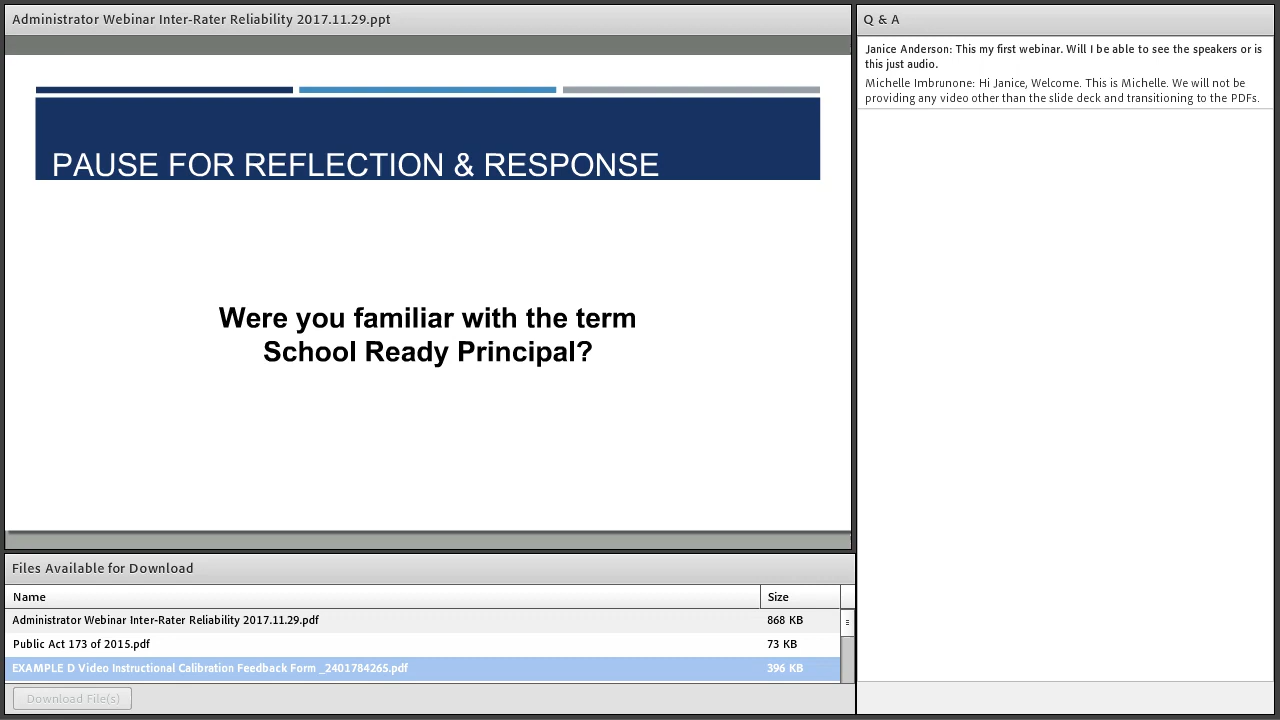 Administrator Webinar Inter-Rater Reliability 2017.11.29.ppt
PAUSE FOR REFLECTION & RESPONSE
Were you familiar with the term
School Ready Principal?
Files Available for Download
Name Size
Administrator Webinar Inter-Rater Reliability 2017.11.29.pdf 868 KB
Public Act 173 of 2015.pdf 73 KB
EXAMPLE D Video Instructional Calibration Feedback Form _2401784265.pdf 396 KB
Download File(s)
Q & A
Janice Anderson: This my first webinar. Will I be able to see the speakers or is
this just audio.
Michelle Imbrunone: Hi Janice, Welcome. This is Michelle. We will not be
providing any video other than the slide deck and transitioning to the PDFs.